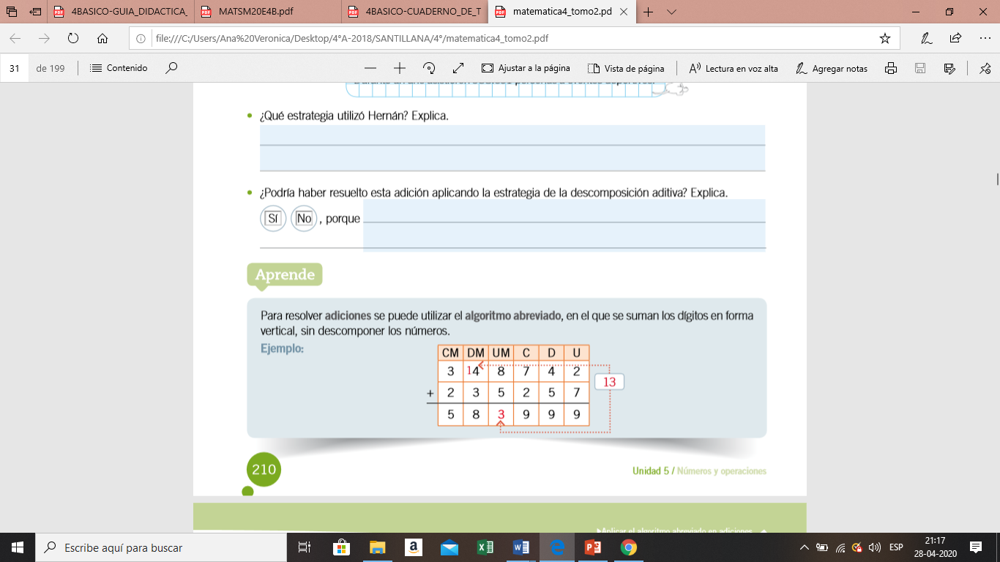 4BASICO-GUIA_DIDACTICA_
MATSM20E4B.pdf
4BASICO-CUADERNO_DE_T
matematica4_tomo2.pd
file:///C:/Users/Ana%20Veronica/Desktop/4°A-2018/SANTILLANA/4°/matematica4_tomo2.pdf
31 de 199 Contenido Ajustar a la página Vista de página Lectura en voz alta Agregar notas
• ¿Qué estrategia utilizó Hernán? Explica.
• ¿Podría haber resuelto esta adición aplicando la estrategia de la descomposición aditiva? Explica.
Sí No , porque
Aprende
Para resolver adiciones se puede utilizar el algoritmo abreviado, en el que se suman los dígitos en forma
vertical, sin descomponer los números.
Ejemplo:
CM DM UM C D U
3 14 8 7 4 2
13
+ 2 3 5 2 5 7
5 8 3 9 9 9
210
Unidad 5 / Números y operaciones
Aplicar el algoritmo abreviado en adiciones
Escribe aquí para buscar
ESP
21:17
28-04-2020